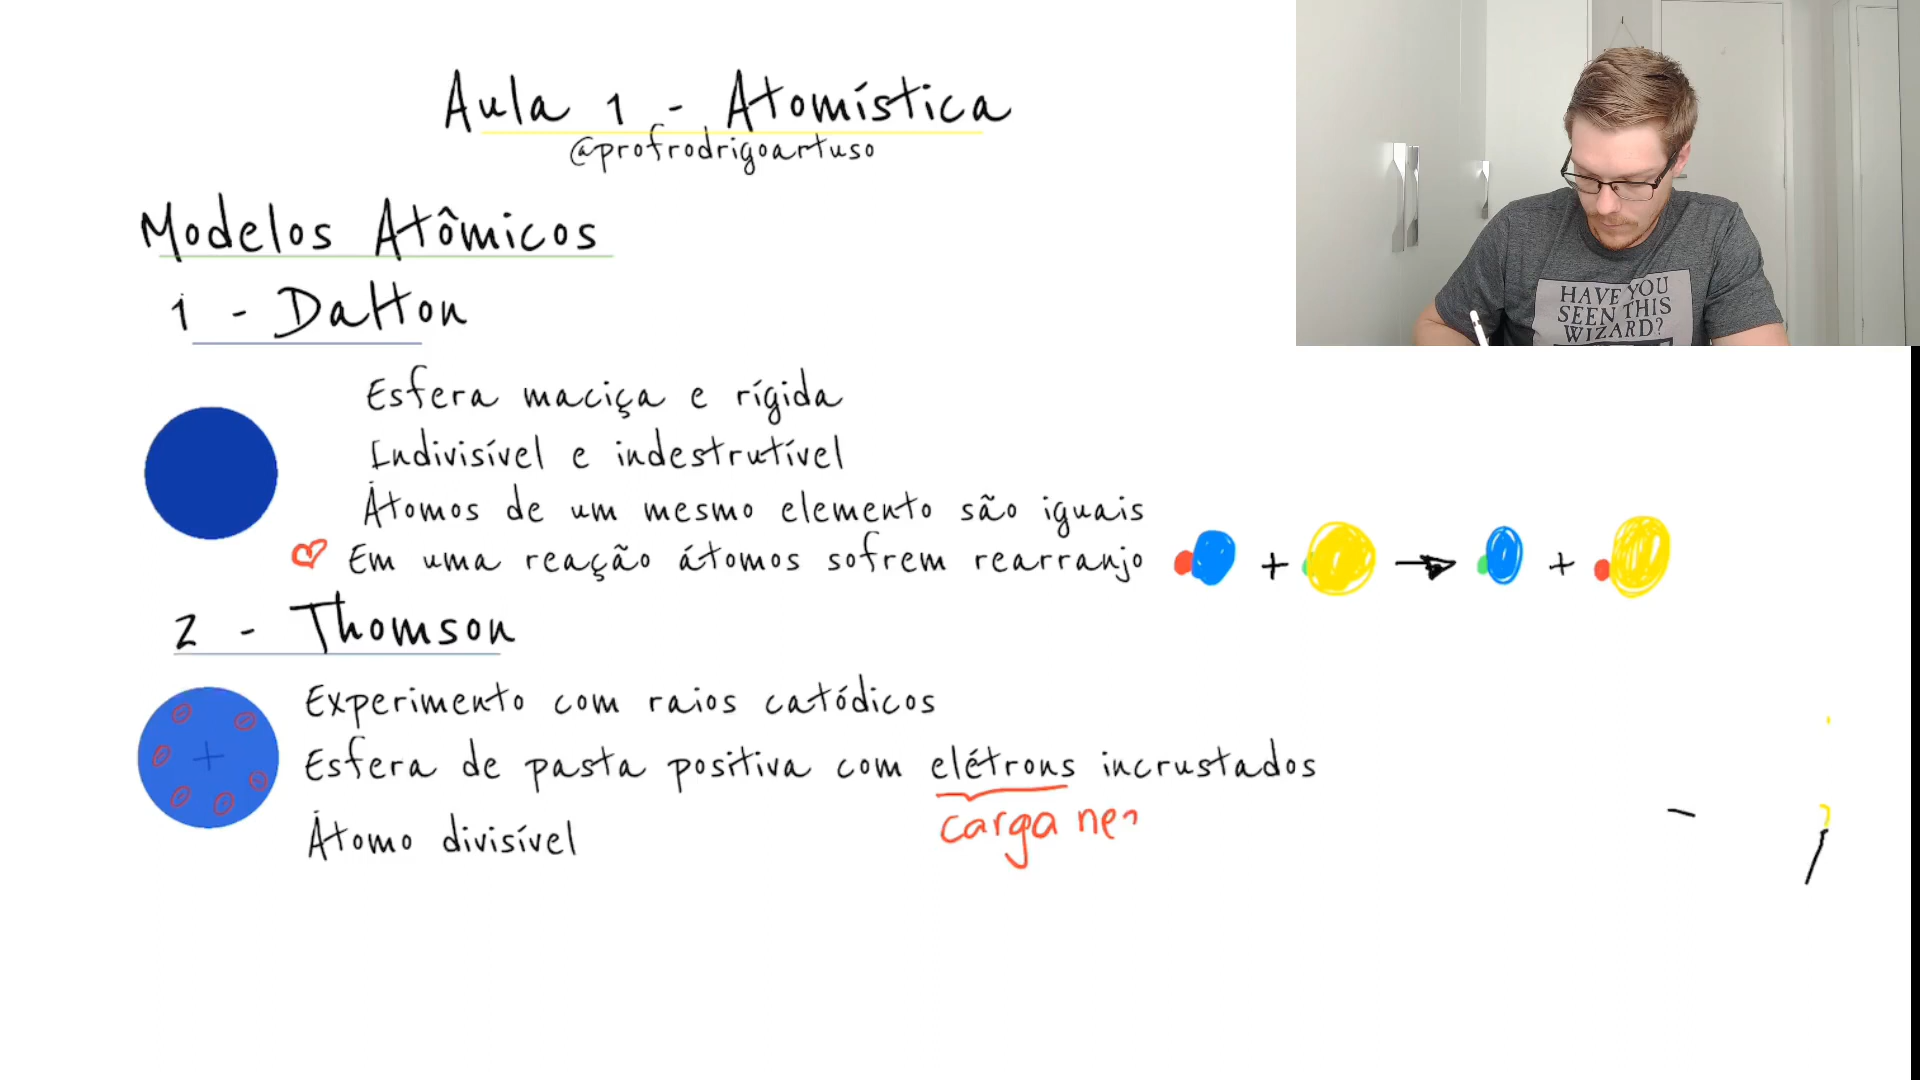 Aula 1 - Atomística
@profrodrigoartuso
Modelos Atômicos
1 - Dalton
Esfera maciça e rígida
Indivisível e indestrutível
Átomos de um mesmo elemento são iguais
Em uma reação átomos sofrem rearranjo
+ → +
2 - Thomson
Experimento com raios catódicos
Esfera de pasta positiva com elétrons incrustados
carga ne
Átomo divisível
HAVE YOU
SEEN THIS
WIZARD?